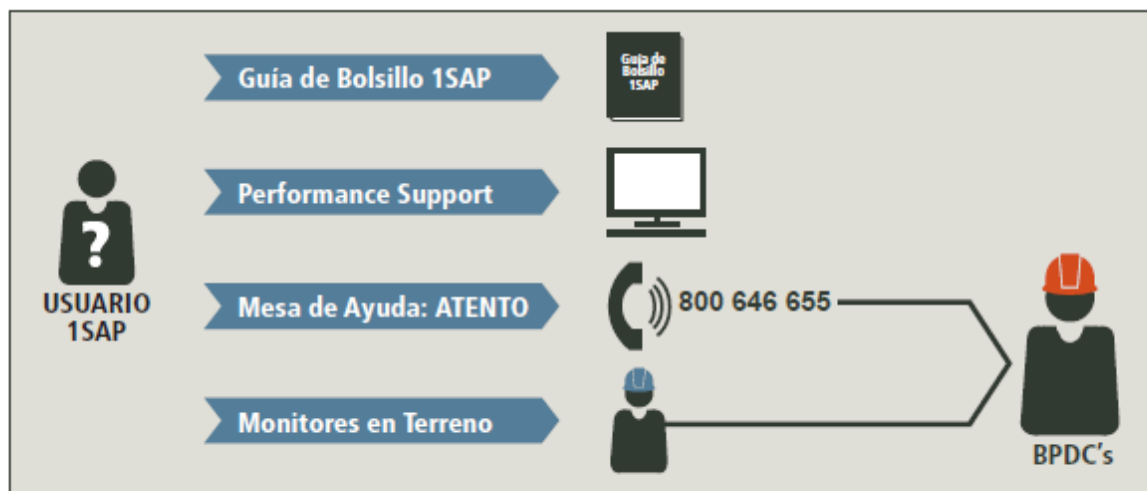 Guía de Bolsillo 1SAP
Guía de
Bolsillo
1SAP
Performance Support
?
USUARIO
1SAP
Mesa de Ayuda: ATENTO
800 646 655
Monitores en Terreno
BPDC's